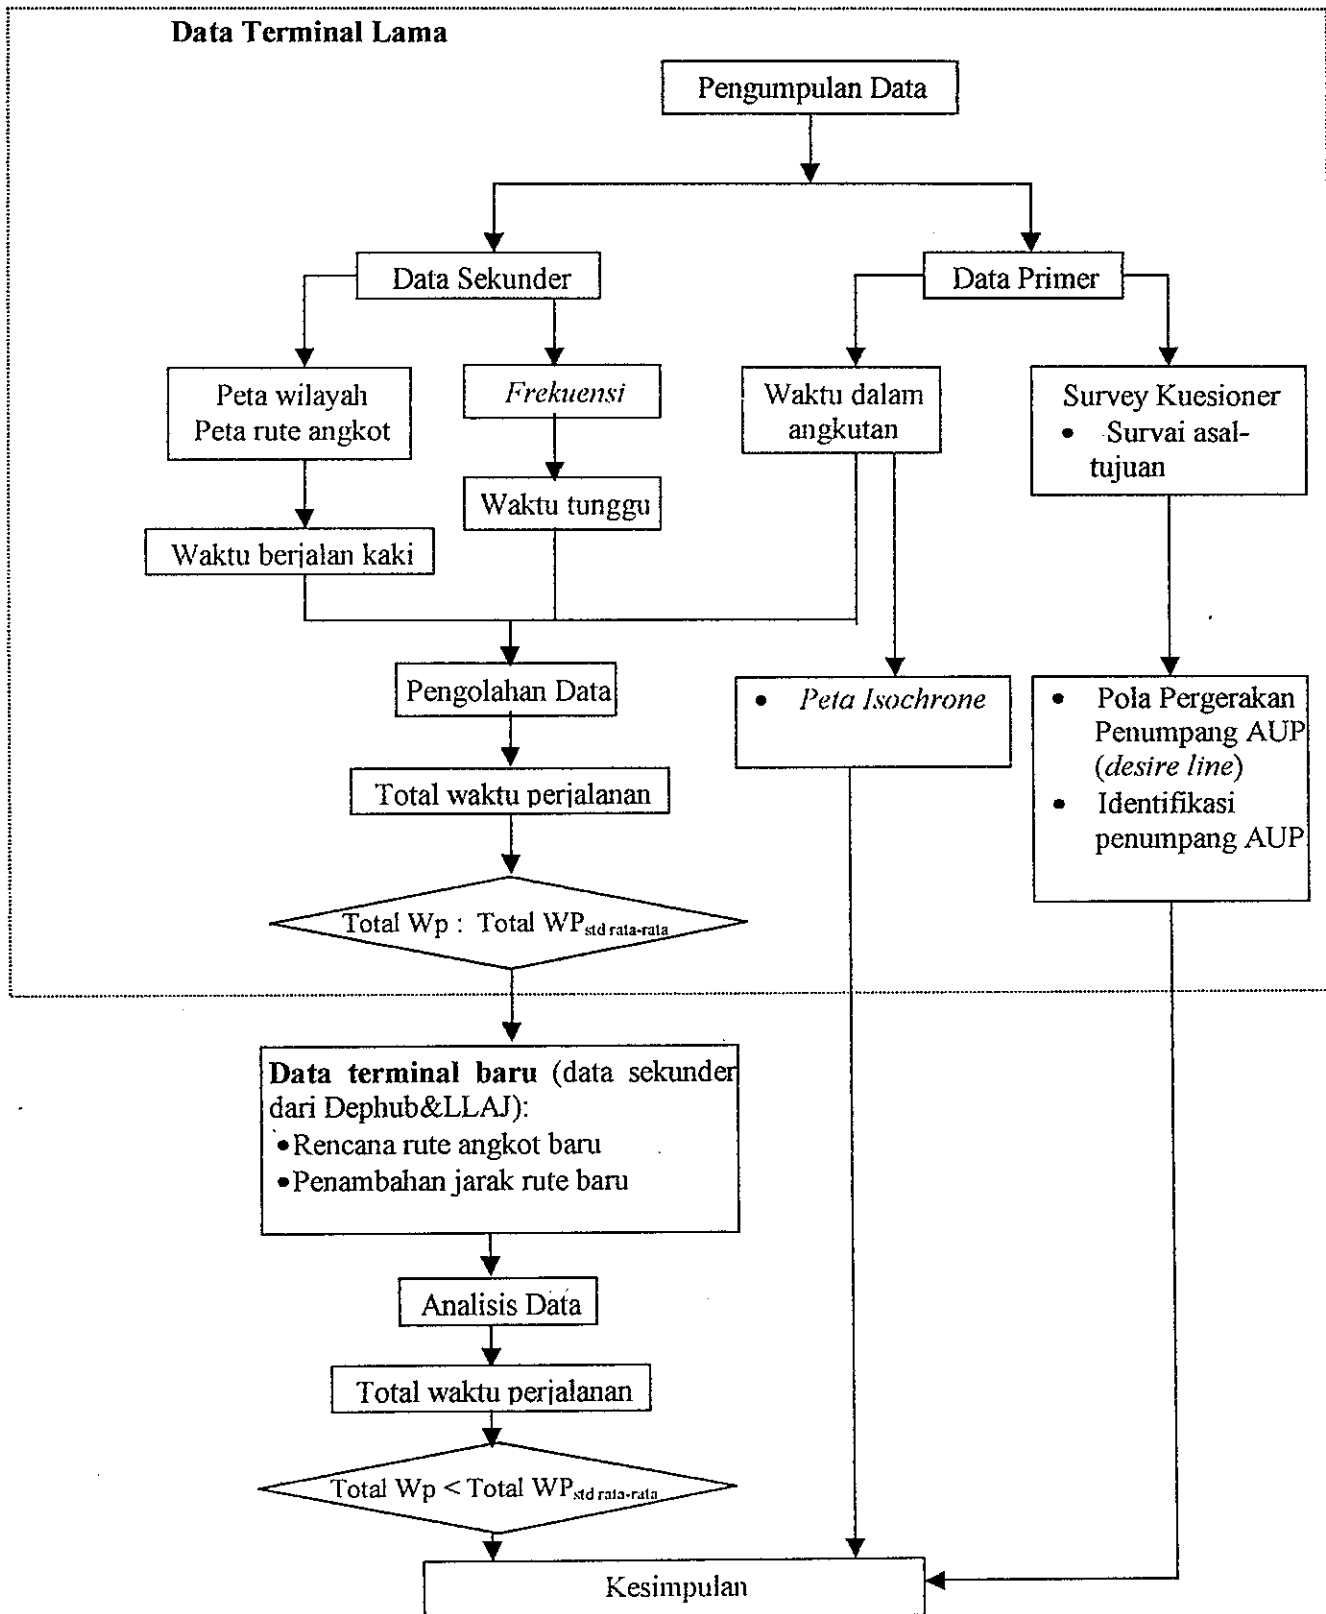 Data Terminal Lama
Pengumpulan Data
Data Sekunder
Data Primer
Peta wilayah
Peta rute angkot
Frekuensi
Waktu dalam
angkutan
Survey Kuesioner
• Survai asal-
tujuan
Waktu tunggu
Waktu berjalan kaki
Pengolahan Data
• Peta Isochrone
• Pola Pergerakan
Penumpang AUP
(desire line)
• Identifikasi
penumpang AUP
Total waktu perjalanan
Total Wp : Total WPstd rata-rata
Data terminal baru (data sekunder
dari Dephub&LLAJ):
•Rencana rute angkot baru
•Penambahan jarak rute baru
Analisis Data
Total waktu perjalanan
Total Wp < Total WPstd rata-rata
Kesimpulan